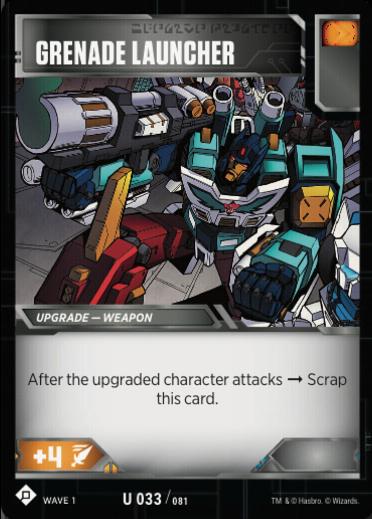 GRENADE LAUNCHER
UPGRADE — WEAPON
After the upgraded character attacks → Scrap
this card.
+4
WAVE 1
U 033 / 081
TM & © Hasbro. © Wizards.